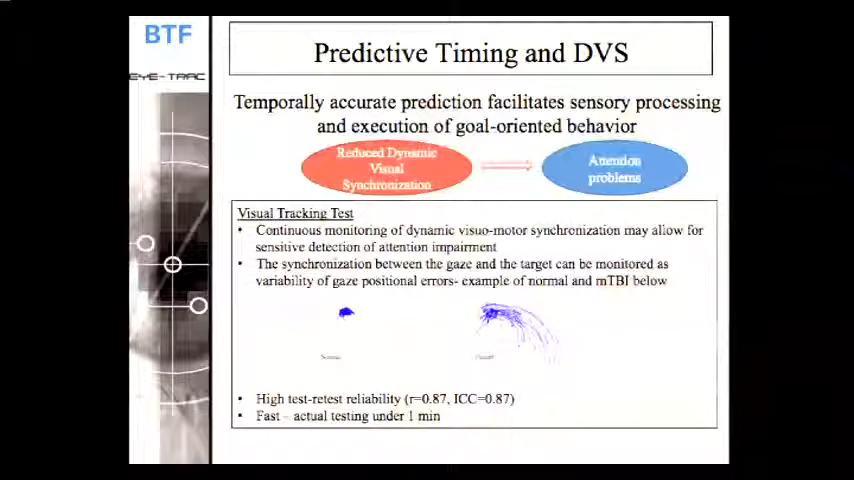 BTF
EYE-TRAC
Predictive Timing and DVS
Temporally accurate prediction facilitates sensory processing
and execution of goal-oriented behavior
Reduced Dynamic
Visual
Synchronization
Attention
problems
Visual Tracking Test
• Continuous monitoring of dynamic visuo-motor synchronization may allow for
sensitive detection of attention impairment
• The synchronization between the gaze and the target can be monitored as
variability of gaze positional errors- example of normal and mTBI below
• High test-retest reliability (r=0.87, ICC=0.87)
• Fast – actual testing under 1 min